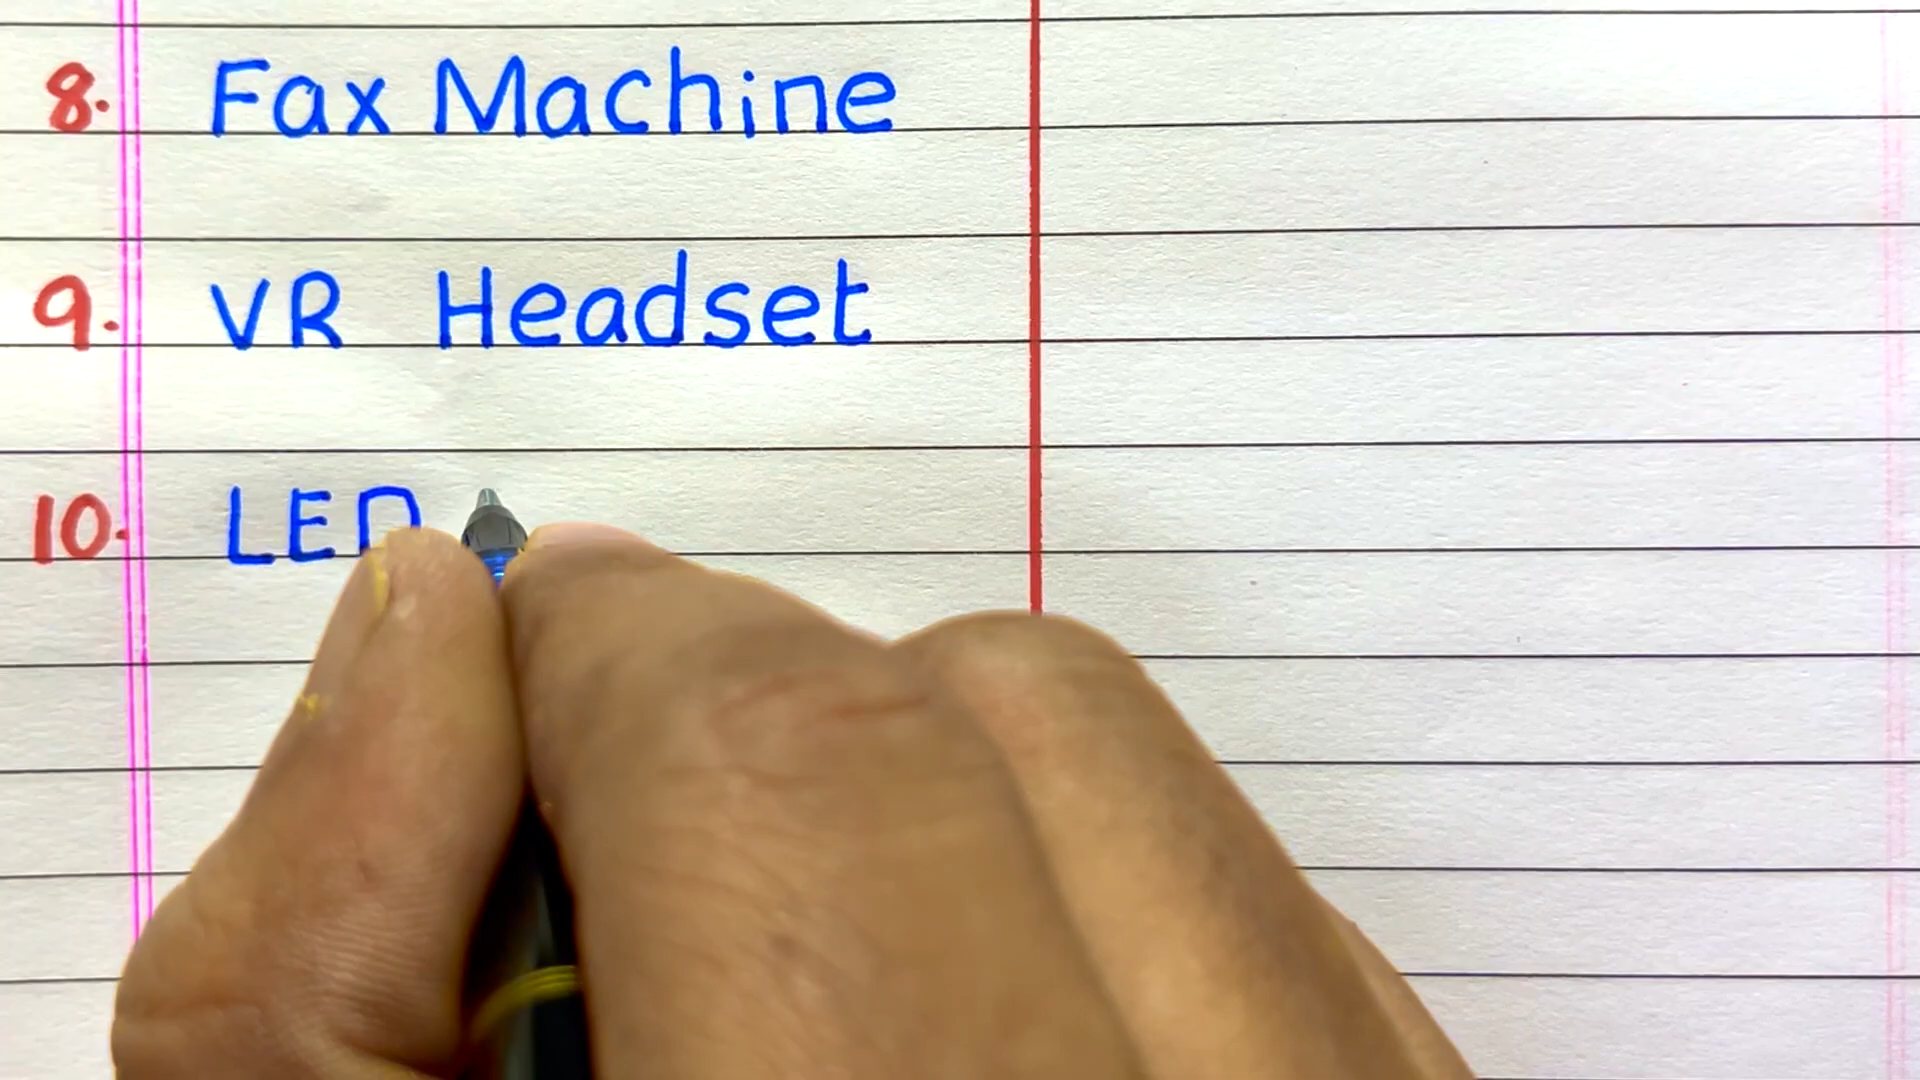 8. Fax Machine
9. VR Headset
10. LED